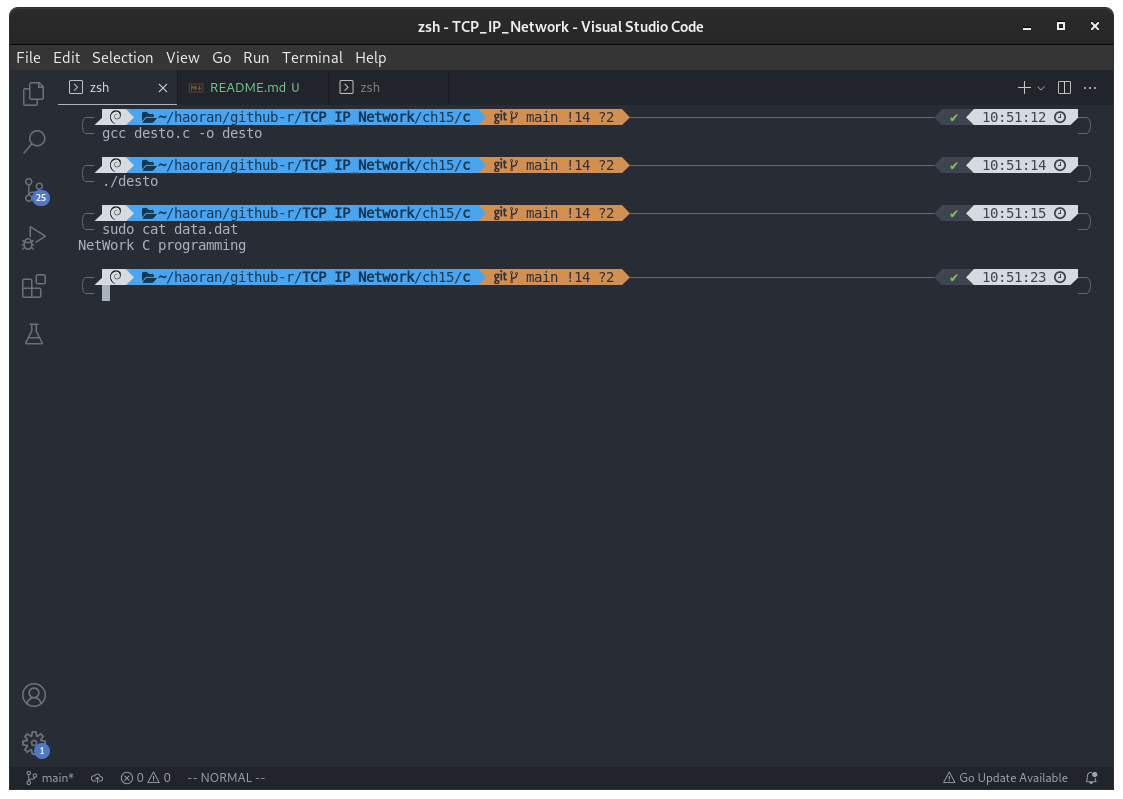 zsh - TCP_IP_Network - Visual Studio Code
File Edit Selection View Go Run Terminal Help
zsh README.md U zsh
~/haoran/github-r/TCP_IP_Network/ch15/c git main !14 ?2 ✔ 10:51:12
gcc desto.c -o desto
~/haoran/github-r/TCP_IP_Network/ch15/c git main !14 ?2 ✔ 10:51:14
./desto
~/haoran/github-r/TCP_IP_Network/ch15/c git main !14 ?2 ✔ 10:51:15
sudo cat data.dat
NetWork C programming
~/haoran/github-r/TCP_IP_Network/ch15/c git main !14 ?2 ✔ 10:51:23
25
1
main* 0 0 -- NORMAL -- Go Update Available